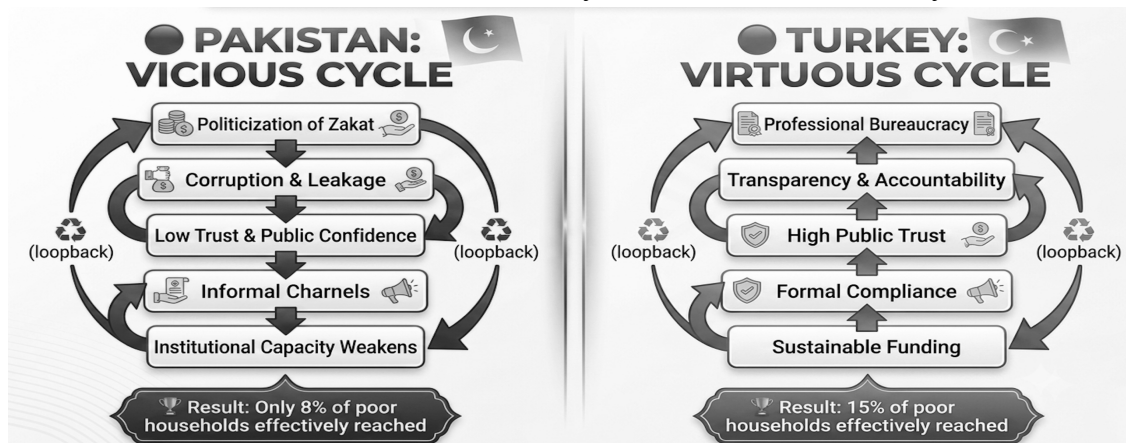 PAKISTAN:
VICIOUS CYCLE
Politicization of Zakat
Corruption & Leakage
Low Trust & Public Confidence
(loopback)
(loopback)
Informal Channels
Institutional Capacity Weakens
Result: Only 8% of poor
households effectively reached
TURKEY:
VIRTUOUS CYCLE
Professional Bureaucracy
Transparency & Accountability
High Public Trust
(loopback)
(loopback)
Formal Compliance
Sustainable Funding
Result: 15% of poor
households effectively reached